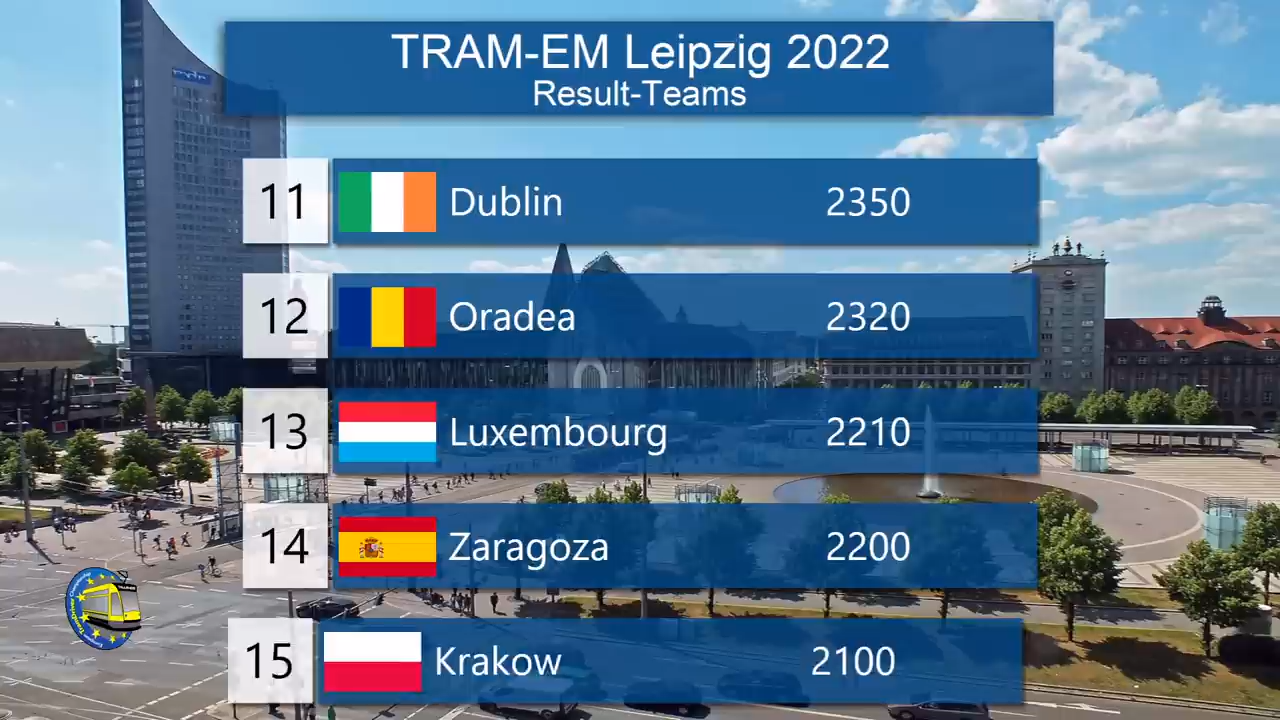 TRAM-EM Leipzig 2022
Result-Teams
11 Dublin 2350
12 Oradea 2320
13 Luxembourg 2210
14 Zaragoza 2200
15 Krakow 2100
mdr